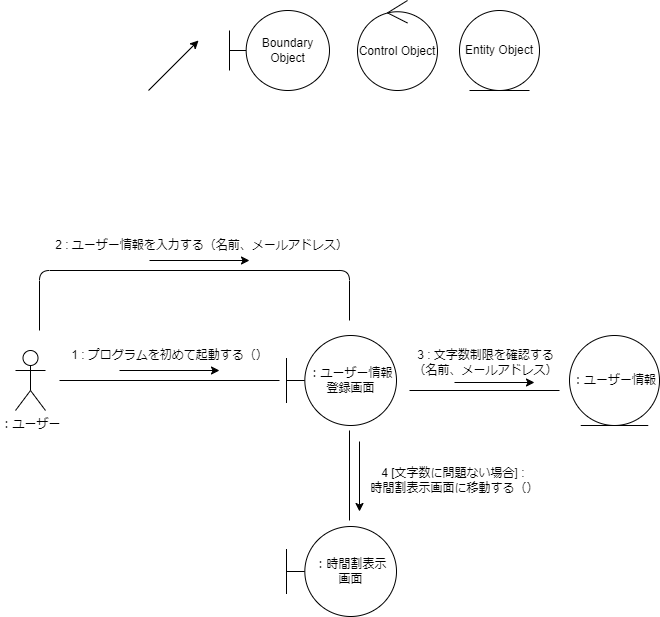 Boundary
Object
Control Object
Entity Object
2 : ユーザー情報を入力する（名前、メールアドレス）
1 : プログラムを初めて起動する（）
3 : 文字数制限を確認する
（名前、メールアドレス）
: ユーザー情報
登録画面
: ユーザー情報
: ユーザー
4 [文字数に問題ない場合] :
時間割表示画面に移動する（）
: 時間割表示
画面